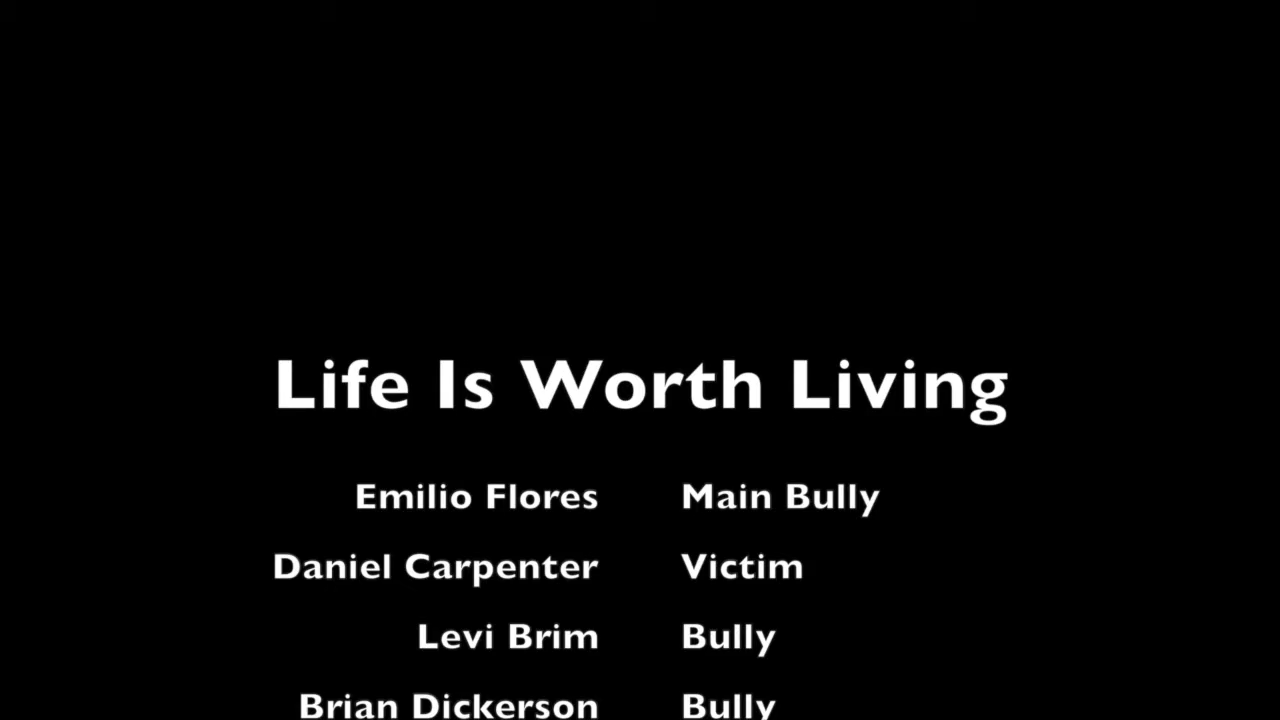 Life Is Worth Living
Emilio Flores Main Bully
Daniel Carpenter Victim
Levi Brim Bully
Brian Dickerson Bully